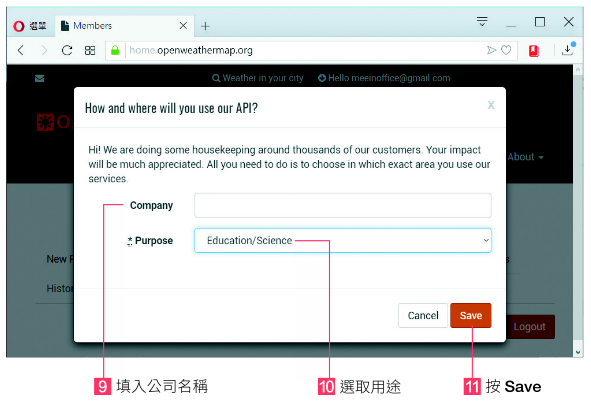 選單 Members
home.openweathermap.org
Weather in your city Hello meeinoffice@gmail.com
How and where will you use our API? x
Hi! We are doing some housekeeping around thousands of our customers. Your impact
will be much appreciated. All you need to do is to choose in which exact area you use our
services.
About
Company
* Purpose Education/Science
Cancel Save
Logout
9 填入公司名稱 10 選取用途 11 按 Save